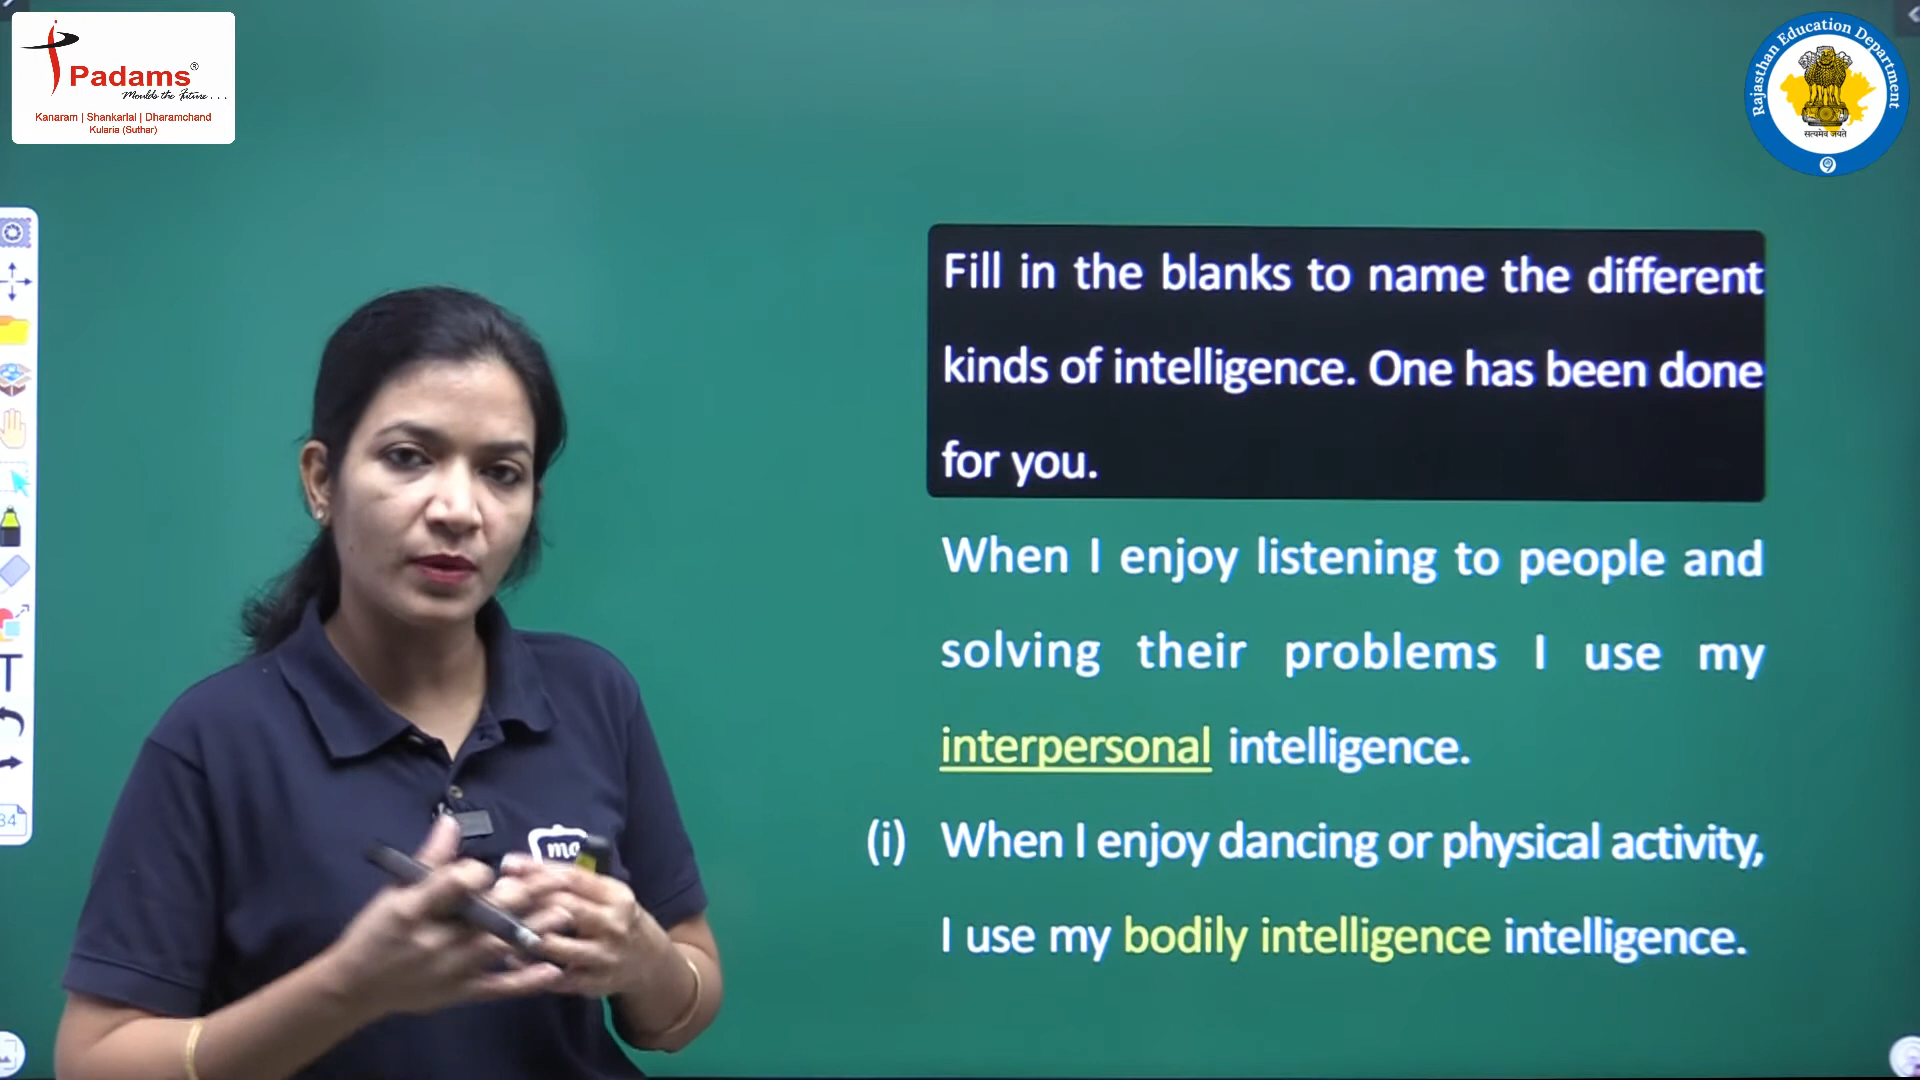 Padams®
Moulds the Future . . .
Kanaram | Shankarlal | Dharamchand
Kularia (Suthar)
Rajasthan Education Department
सत्यमेव जयते
Fill in the blanks to name the different
kinds of intelligence. One has been done
for you.
When I enjoy listening to people and
solving their problems I use my
interpersonal intelligence.
(i) When I enjoy dancing or physical activity,
I use my bodily intelligence intelligence.
T
34